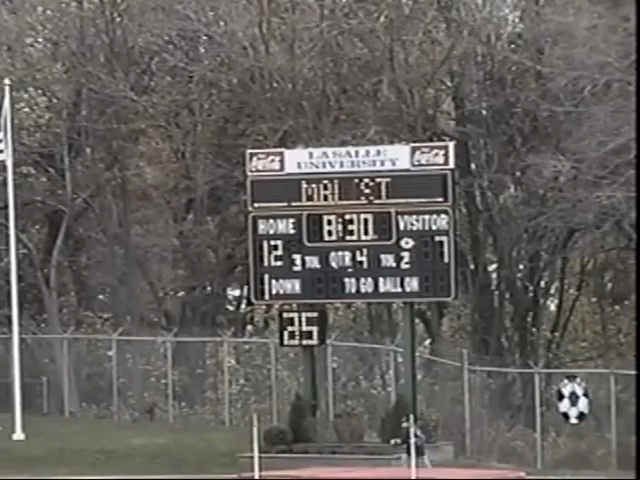 Coca-Cola LASALLE UNIVERSITY Coca-Cola
HOME 8:30 VISITOR
12 7
3 TOL QTR 4 TOL 2
1 DOWN TO GO BALL ON
25